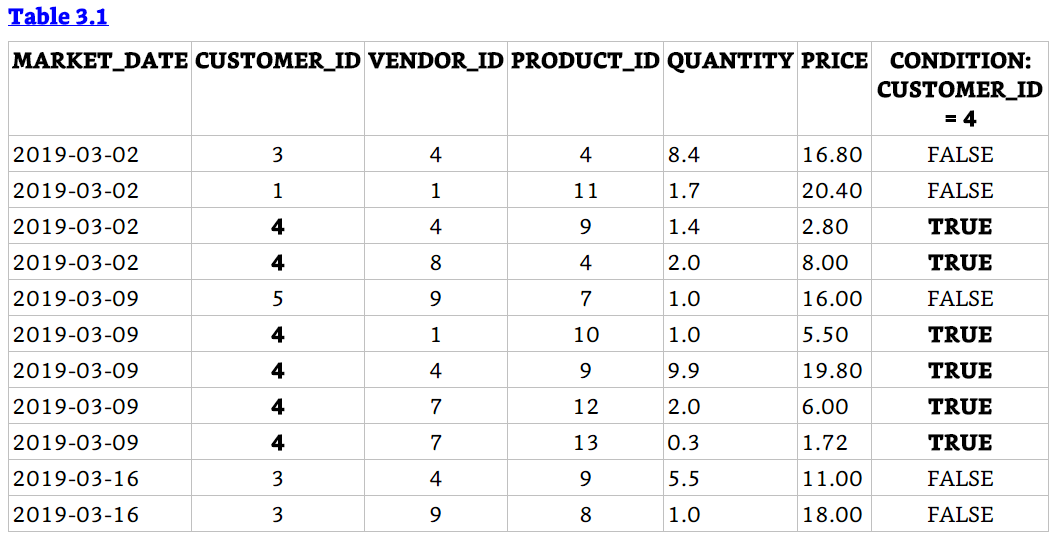 Table 3.1
MARKET_DATE CUSTOMER_ID VENDOR_ID PRODUCT_ID QUANTITY PRICE CONDITION: CUSTOMER_ID = 4
2019-03-02 3 4 4 8.4 16.80 FALSE
2019-03-02 1 1 11 1.7 20.40 FALSE
2019-03-02 4 4 9 1.4 2.80 TRUE
2019-03-02 4 8 4 2.0 8.00 TRUE
2019-03-09 5 9 7 1.0 16.00 FALSE
2019-03-09 4 1 10 1.0 5.50 TRUE
2019-03-09 4 4 9 9.9 19.80 TRUE
2019-03-09 4 7 12 2.0 6.00 TRUE
2019-03-09 4 7 13 0.3 1.72 TRUE
2019-03-16 3 4 9 5.5 11.00 FALSE
2019-03-16 3 9 8 1.0 18.00 FALSE